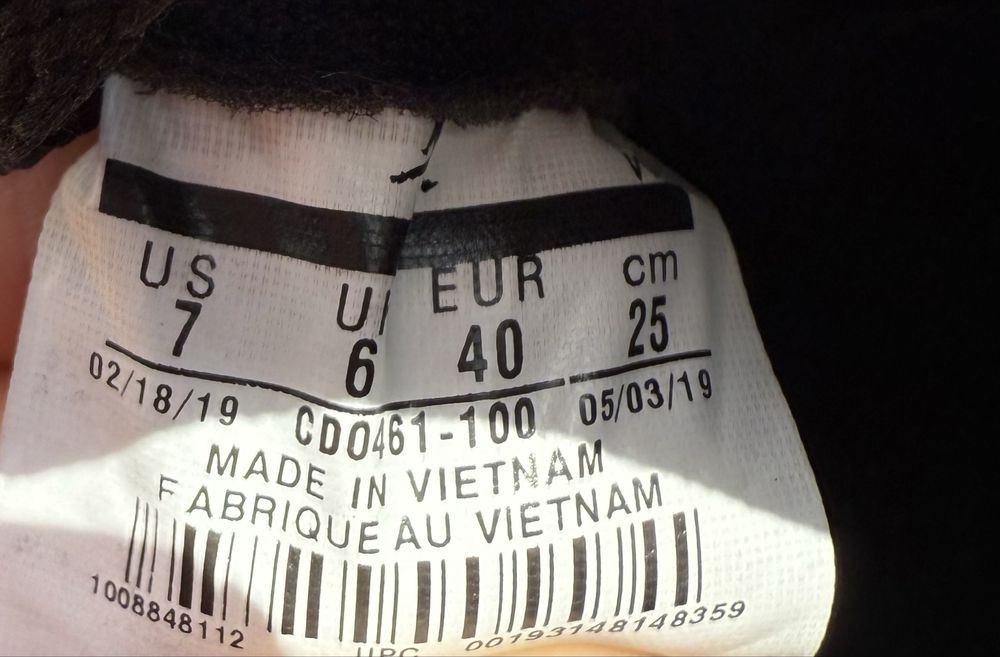 US UK EUR cm
7 6 40 25
02/18/19 CD0461-100 05/03/19
MADE IN VIETNAM
FABRIQUE AU VIETNAM
1008848112 UPC 00193148148359